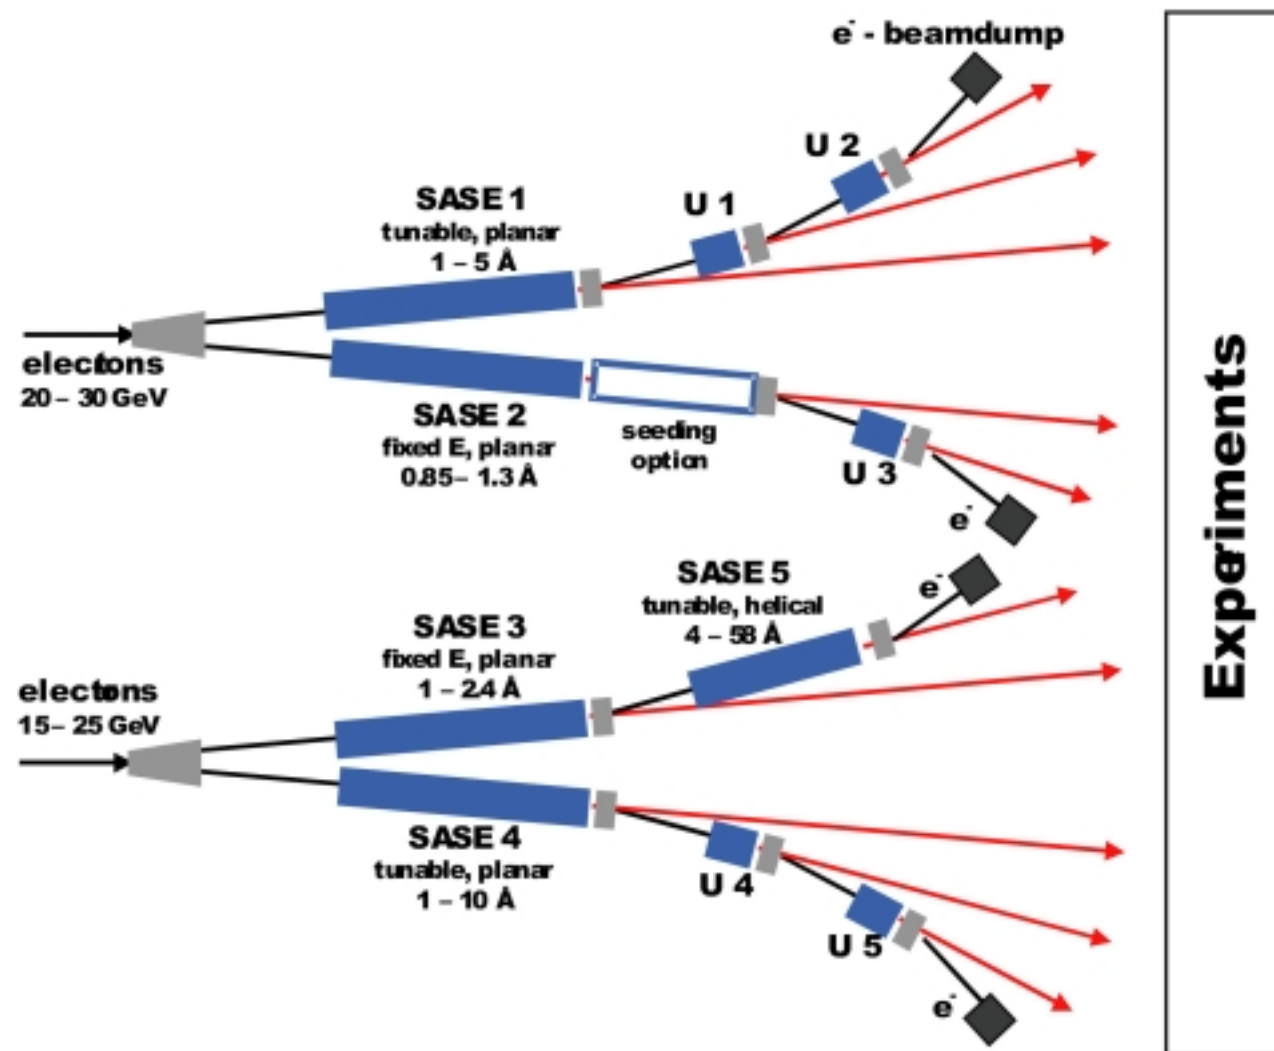 e⁻ - beamdump
U 2
SASE 1
tunable, planar
1 – 5 Å
U 1
electons
20 – 30 GeV
SASE 2
fixed E, planar
0.85– 1.3 Å
seeding
option
U 3
e⁻
SASE 5
tunable, helical
4 – 58 Å
e⁻
SASE 3
fixed E, planar
1 – 2.4 Å
electons
15 – 25 GeV
SASE 4
tunable, planar
1 – 10 Å
U 4
U 5
e⁻
Experiments